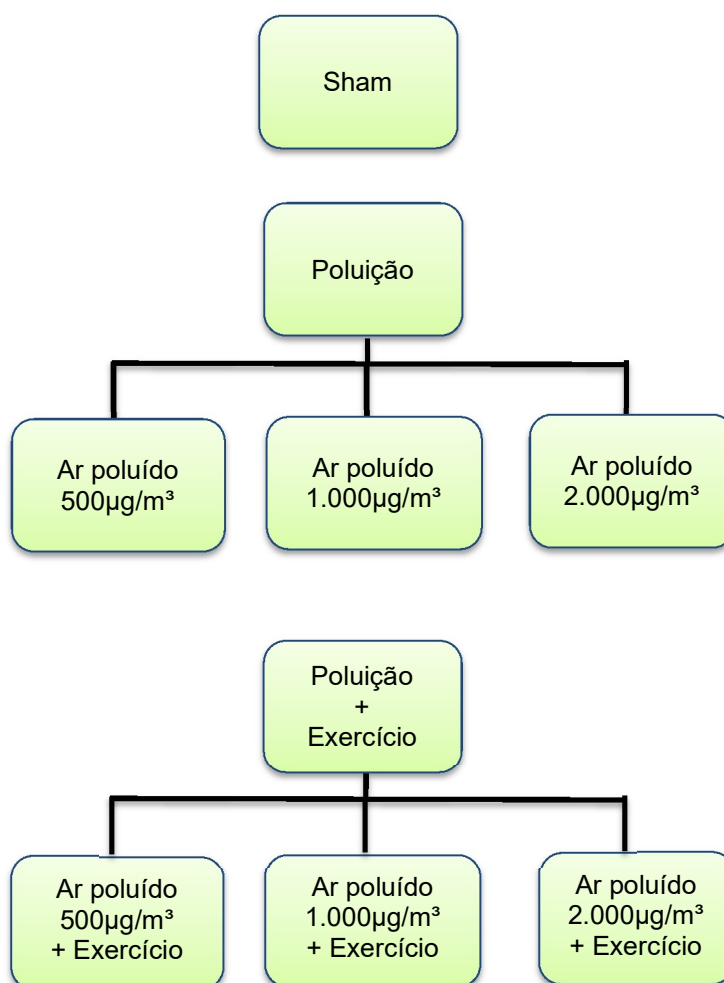 Sham
Poluição
Ar poluído
500µg/m³
Ar poluído
1.000µg/m³
Ar poluído
2.000µg/m³
Poluição
+
Exercício
Ar poluído
500µg/m³
+ Exercício
Ar poluído
1.000µg/m³
+ Exercício
Ar poluído
2.000µg/m³
+ Exercício